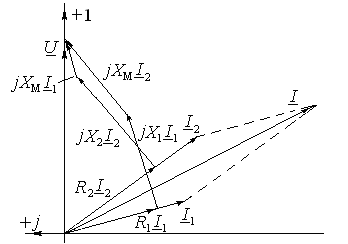 +1
U
jX_M I_2
jX_M I_1
I
jX_2 I_2
jX_1 I_1
I_2
R_2 I_2
I_1
+j
R_1 I_1